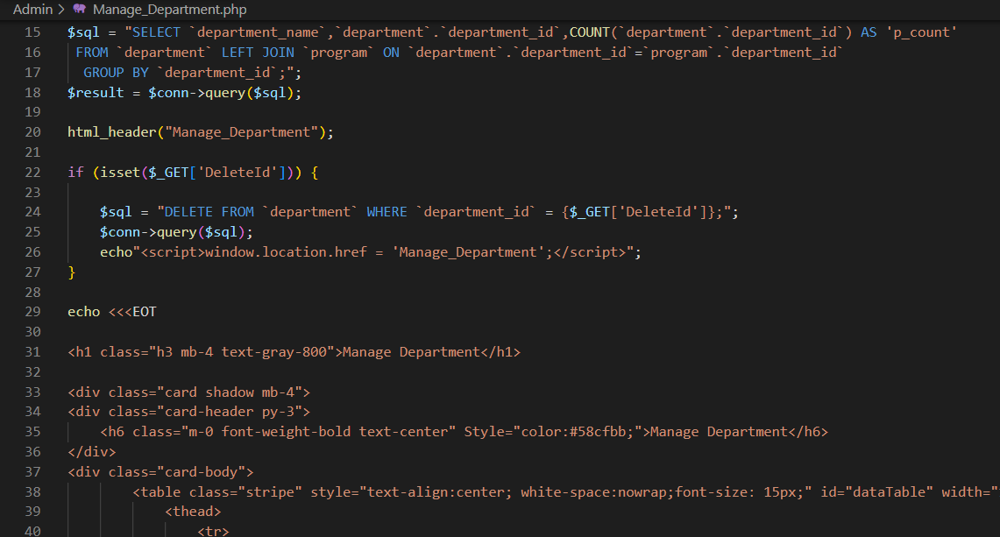 Admin > Manage_Department.php
15 $sql = "SELECT `department_name`,`department`.`department_id`,COUNT(`department`.`department_id`) AS 'p_count'
16 FROM `department` LEFT JOIN `program` ON `department`.`department_id`=`program`.`department_id`
17 GROUP BY `department_id`;";
18 $result = $conn->query($sql);
19
20 html_header("Manage_Department");
21
22 if (isset($_GET['DeleteId'])) {
23
24 $sql = "DELETE FROM `department` WHERE `department_id` = {$_GET['DeleteId']};";
25 $conn->query($sql);
26 echo"<script>window.location.href = 'Manage_Department';</script>";
27 }
28
29 echo <<<EOT
30
31 <h1 class="h3 mb-4 text-gray-800">Manage Department</h1>
32
33 <div class="card shadow mb-4">
34 <div class="card-header py-3">
35 <h6 class="m-0 font-weight-bold text-center" Style="color:#58cfbb;">Manage Department</h6>
36 </div>
37 <div class="card-body">
38 <table class="stripe" style="text-align:center; white-space:nowrap;font-size: 15px;" id="dataTable" width="
39 <thead>
40 <tr>